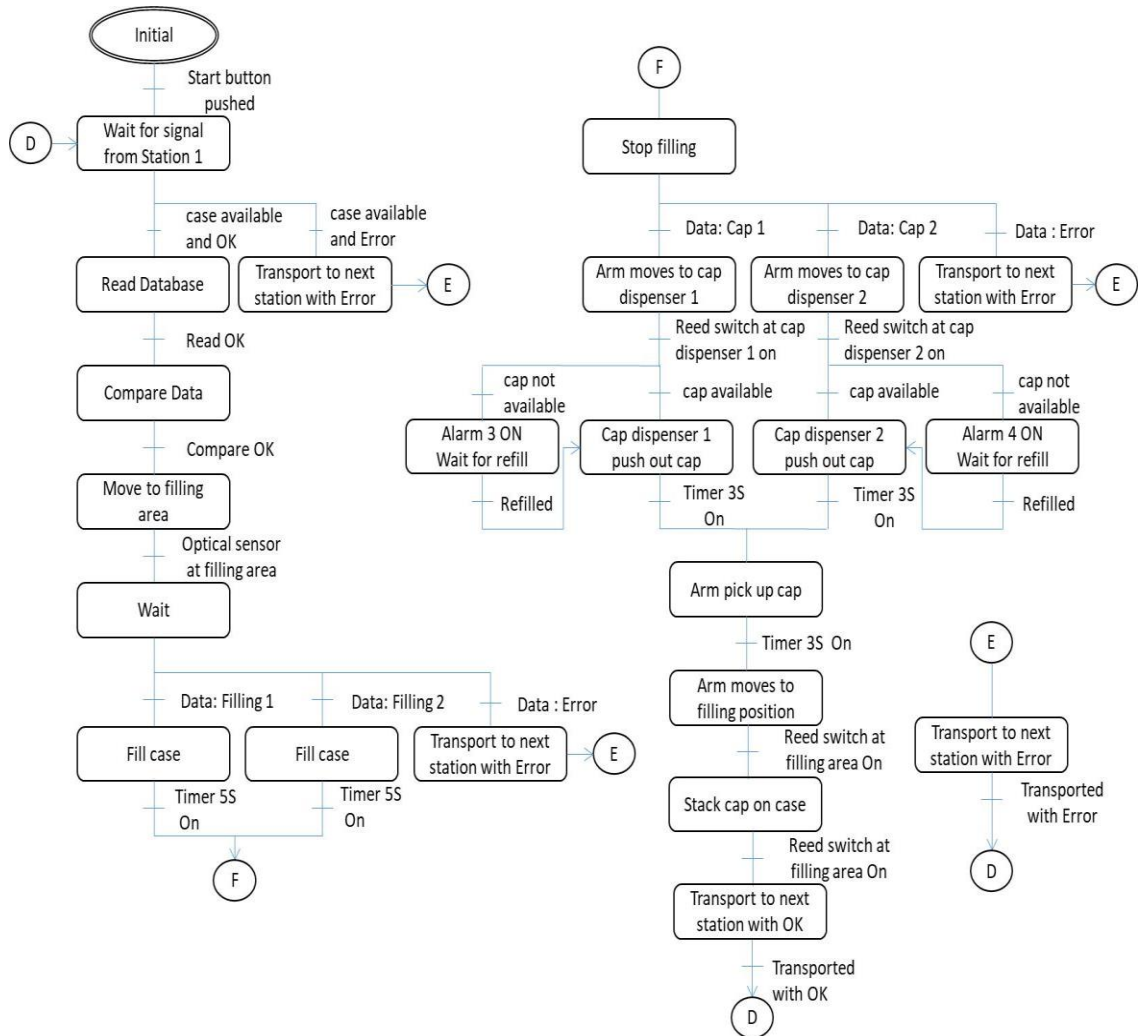 Initial
Start button
pushed
D
Wait for signal
from Station 1
case available
and OK
case available
and Error
Read Database
Transport to next
station with Error
E
Read OK
Compare Data
Compare OK
Move to filling
area
Optical sensor
at filling area
Wait
Data: Filling 1
Data: Filling 2
Data : Error
Fill case
Fill case
Transport to next
station with Error
E
Timer 5S
On
Timer 5S
On
F
F
Stop filling
Data: Cap 1
Data: Cap 2
Data : Error
Arm moves to cap
dispenser 1
Arm moves to cap
dispenser 2
Transport to next
station with Error
E
Reed switch at cap
dispenser 1 on
Reed switch at cap
dispenser 2 on
cap not
available
cap available
cap available
cap not
available
Alarm 3 ON
Wait for refill
Cap dispenser 1
push out cap
Cap dispenser 2
push out cap
Alarm 4 ON
Wait for refill
Refilled
Timer 3S
On
Timer 3S
On
Refilled
Arm pick up cap
Timer 3S On
Arm moves to
filling position
Reed switch at
filling area On
Stack cap on case
Reed switch at
filling area On
Transport to next
station with OK
Transported
with OK
D
E
Transport to next
station with Error
Transported
with Error
D